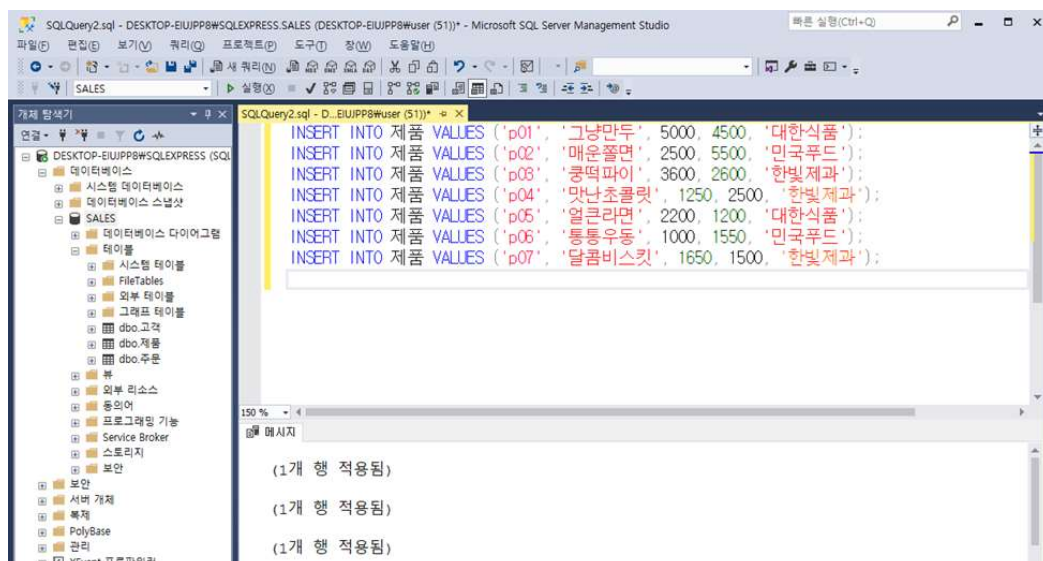 SQLQuery2.sql - DESKTOP-EIUJPP8₩SQLEXPRESS.SALES (DESKTOP-EIUJPP8₩user (51))* - Microsoft SQL Server Management Studio
빠른 실행(Ctrl+Q)
파일(F) 편집(E) 보기(V) 쿼리(Q) 프로젝트(P) 도구(T) 창(W) 도움말(H)
새 쿼리(N)
SALES 실행(X)
개체 탐색기
연결
DESKTOP-EIUJPP8₩SQLEXPRESS (SQL
데이터베이스
시스템 데이터베이스
데이터베이스 스냅샷
SALES
데이터베이스 다이어그램
테이블
시스템 테이블
FileTables
외부 테이블
그래프 테이블
dbo.고객
dbo.제품
dbo.주문
뷰
외부 리소스
동의어
프로그래밍 기능
Service Broker
스토리지
보안
보안
서버 개체
복제
PolyBase
관리
XEvent 프로파일러
SQLQuery2.sql - D...EIUJPP8₩user (51))*
INSERT INTO 제품 VALUES ('p01', '그냥만두', 5000, 4500, '대한식품');
INSERT INTO 제품 VALUES ('p02', '매운쫄면', 2500, 5500, '민국푸드');
INSERT INTO 제품 VALUES ('p03', '쿵떡파이', 3600, 2600, '한빛제과');
INSERT INTO 제품 VALUES ('p04', '맛난초콜릿', 1250, 2500, '한빛제과');
INSERT INTO 제품 VALUES ('p05', '얼큰라면', 2200, 1200, '대한식품');
INSERT INTO 제품 VALUES ('p06', '통통우동', 1000, 1550, '민국푸드');
INSERT INTO 제품 VALUES ('p07', '달콤비스킷', 1650, 1500, '한빛제과');
150 %
메시지
(1개 행 적용됨)
(1개 행 적용됨)
(1개 행 적용됨)